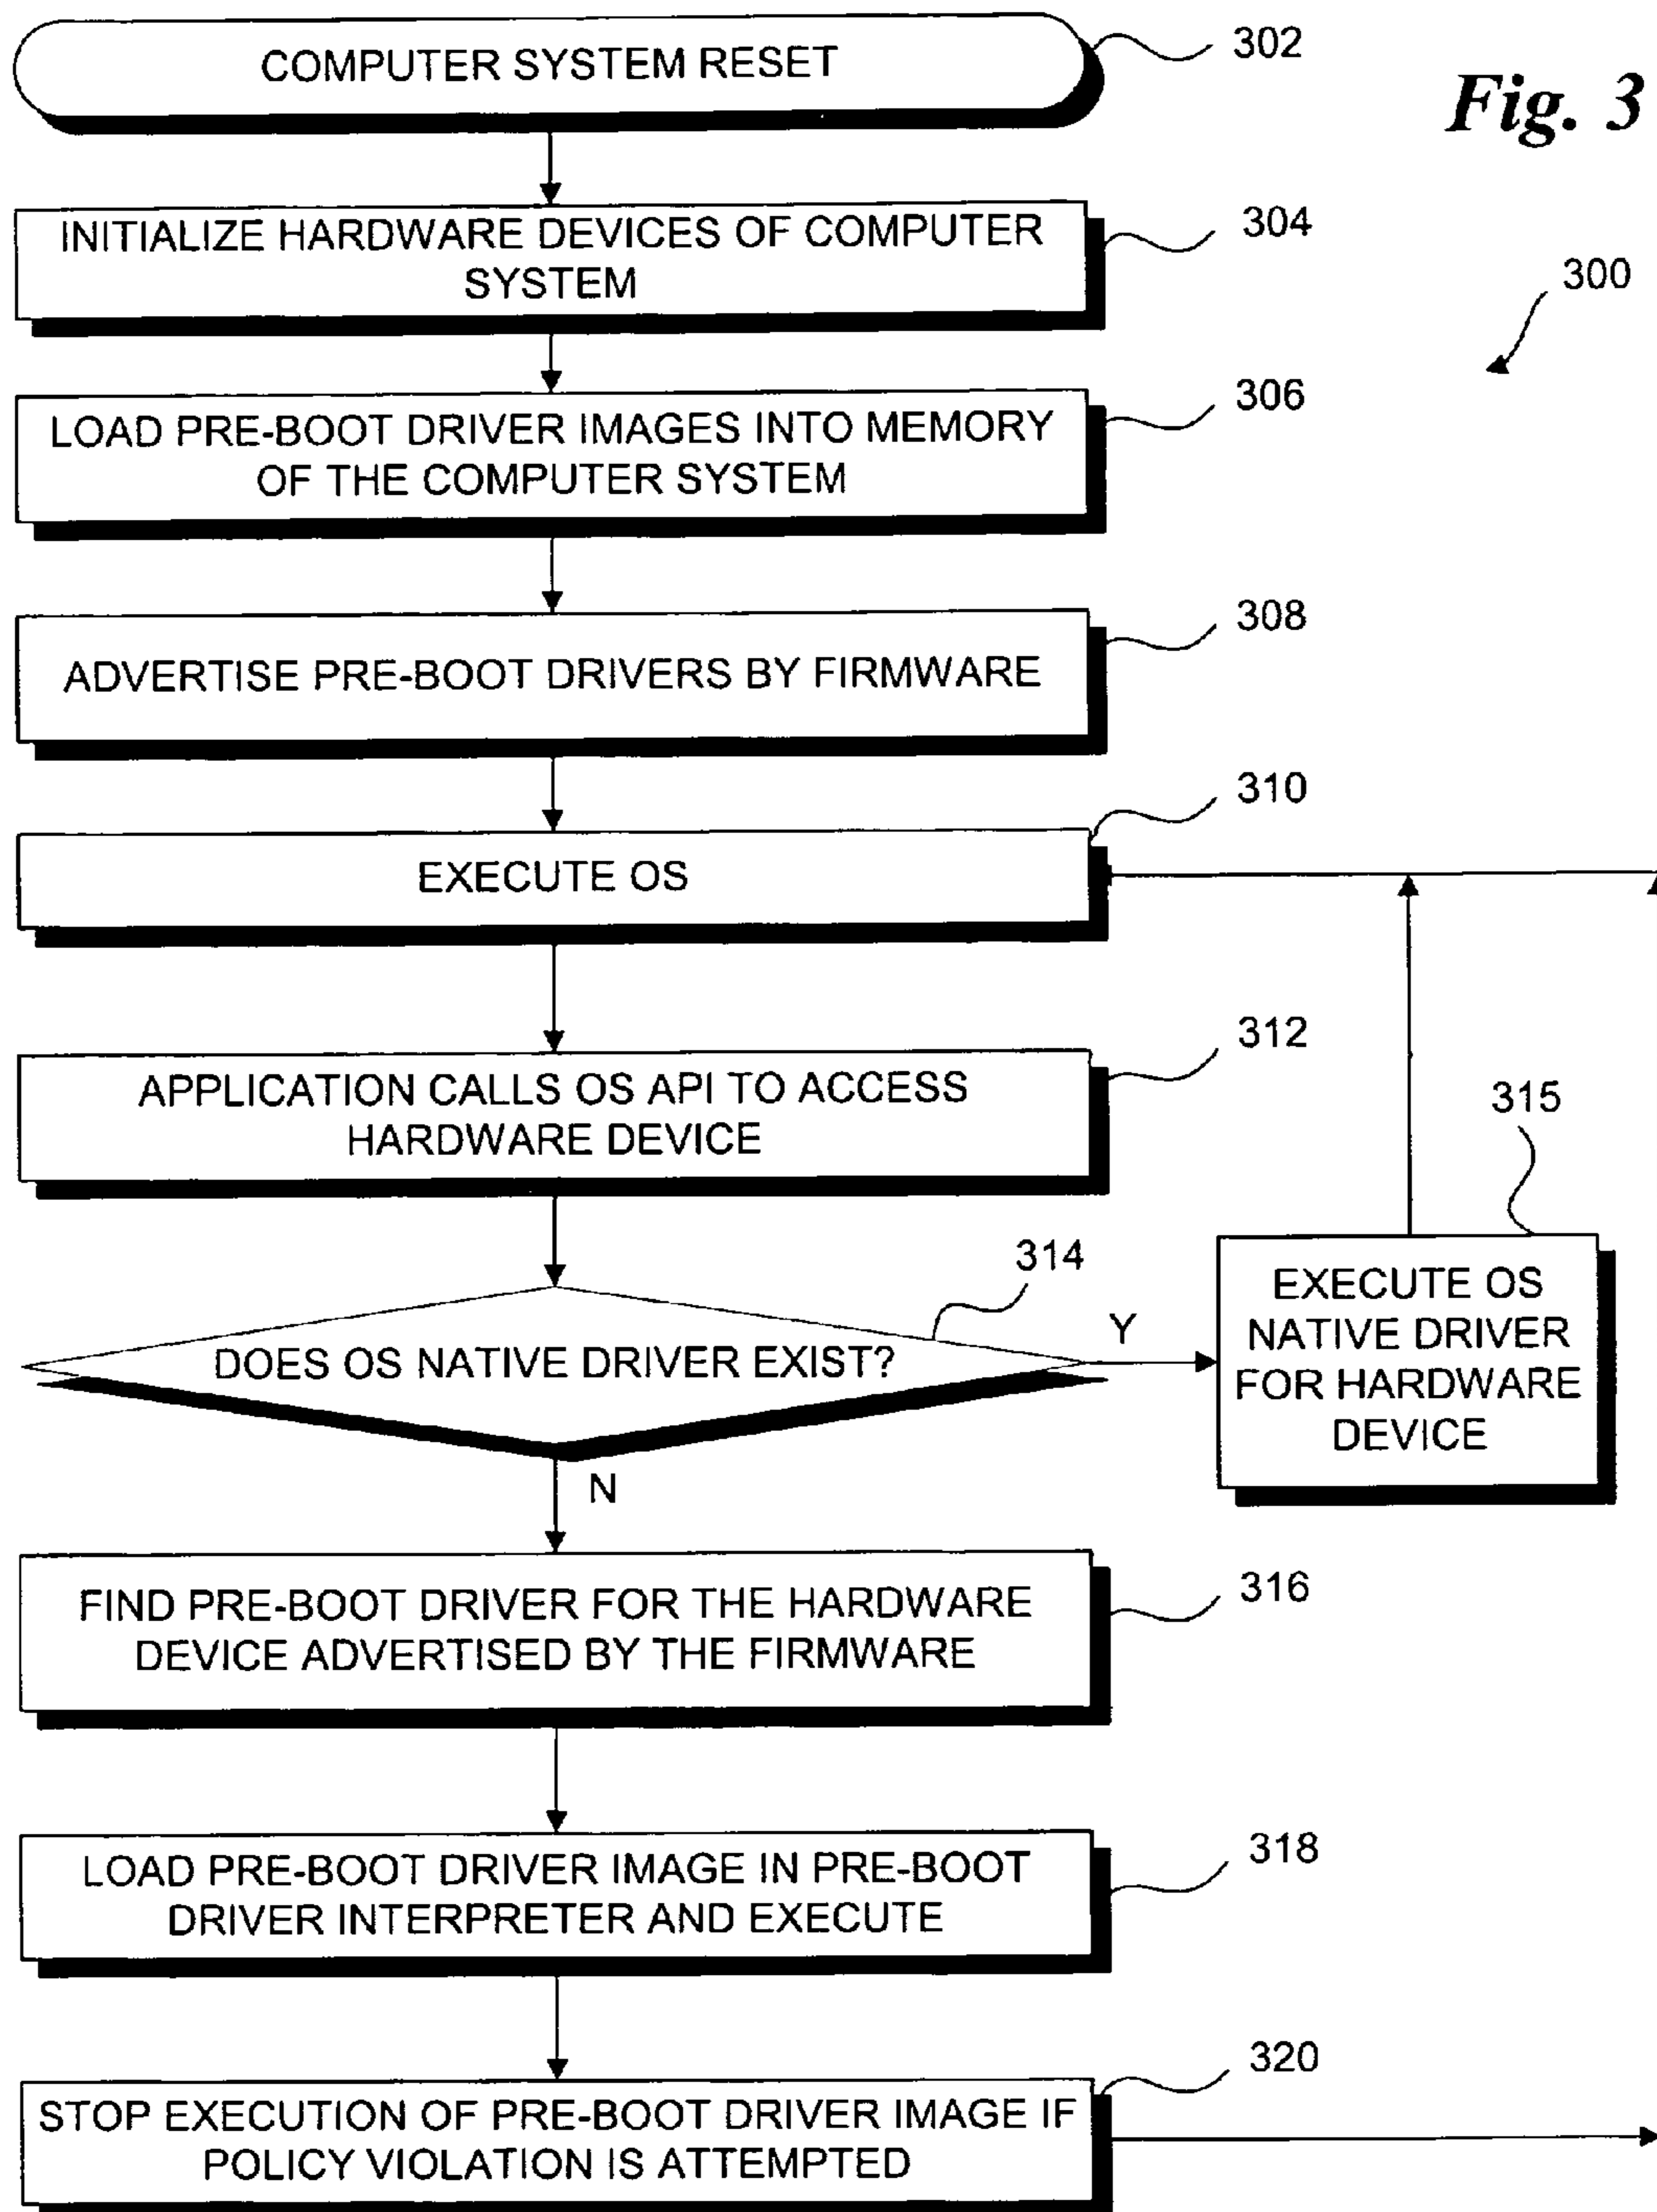 COMPUTER SYSTEM RESET
302
Fig. 3
INITIALIZE HARDWARE DEVICES OF COMPUTER
SYSTEM
304
300
LOAD PRE-BOOT DRIVER IMAGES INTO MEMORY
OF THE COMPUTER SYSTEM
306
ADVERTISE PRE-BOOT DRIVERS BY FIRMWARE
308
EXECUTE OS
310
APPLICATION CALLS OS API TO ACCESS
HARDWARE DEVICE
312
DOES OS NATIVE DRIVER EXIST?
314
Y
N
315
EXECUTE OS
NATIVE DRIVER
FOR HARDWARE
DEVICE
FIND PRE-BOOT DRIVER FOR THE HARDWARE
DEVICE ADVERTISED BY THE FIRMWARE
316
LOAD PRE-BOOT DRIVER IMAGE IN PRE-BOOT
DRIVER INTERPRETER AND EXECUTE
318
STOP EXECUTION OF PRE-BOOT DRIVER IMAGE IF
POLICY VIOLATION IS ATTEMPTED
320